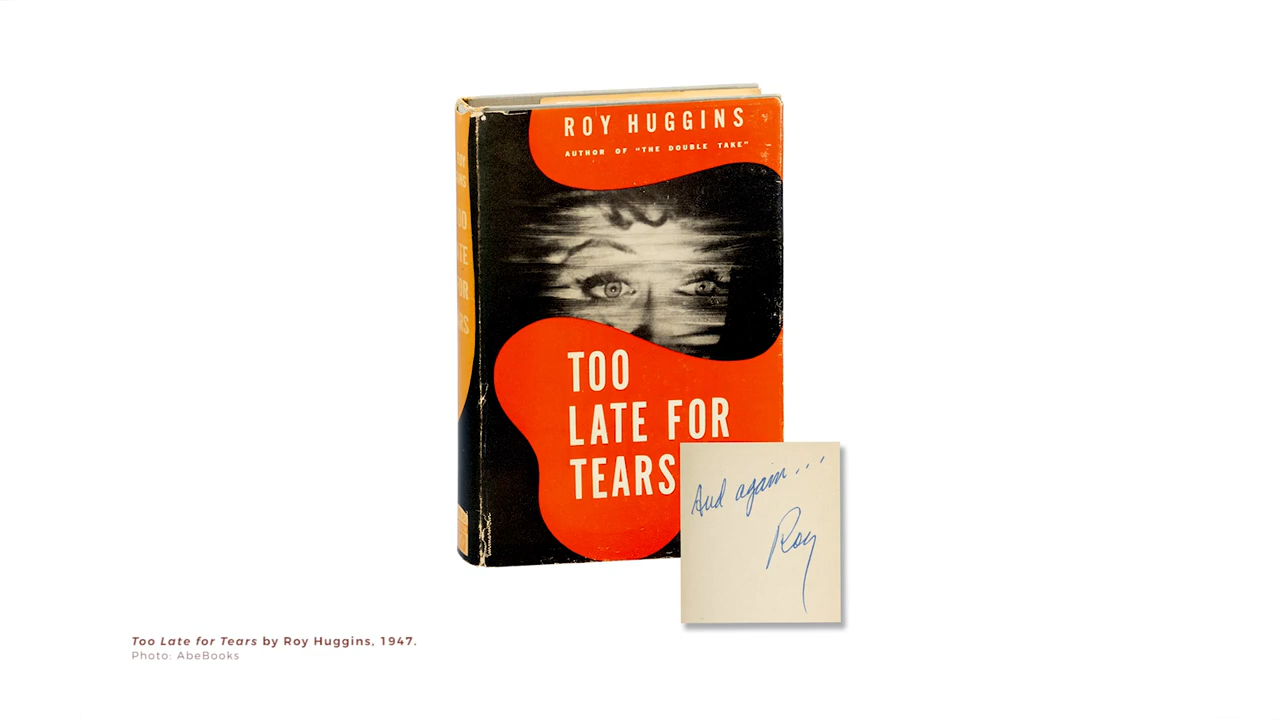 ROY HUGGINS
AUTHOR OF "THE DOUBLE TAKE"
TOO
LATE FOR
TEARS
And again...
Roy
Too Late for Tears by Roy Huggins, 1947.
Photo: AbeBooks